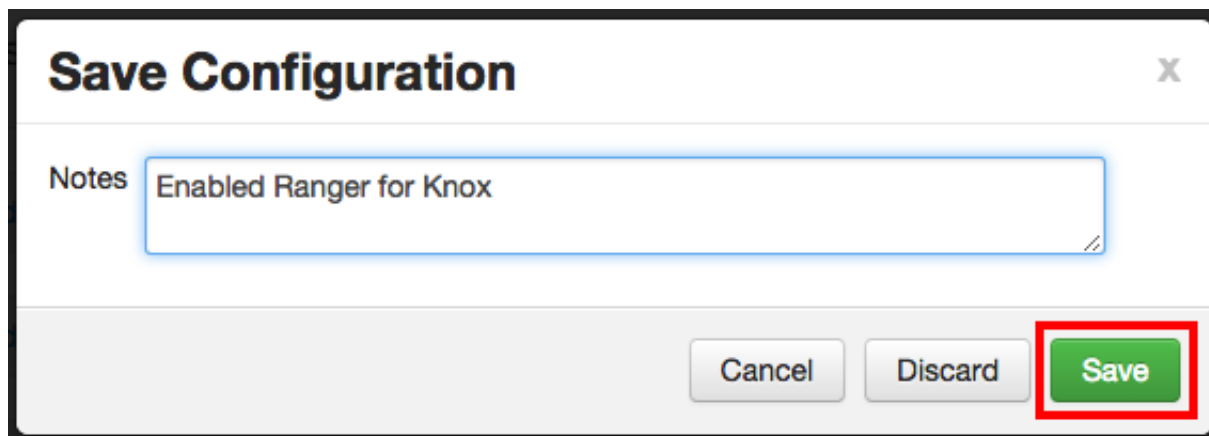 Save Configuration
x
Notes
Enabled Ranger for Knox
Cancel
Discard
Save